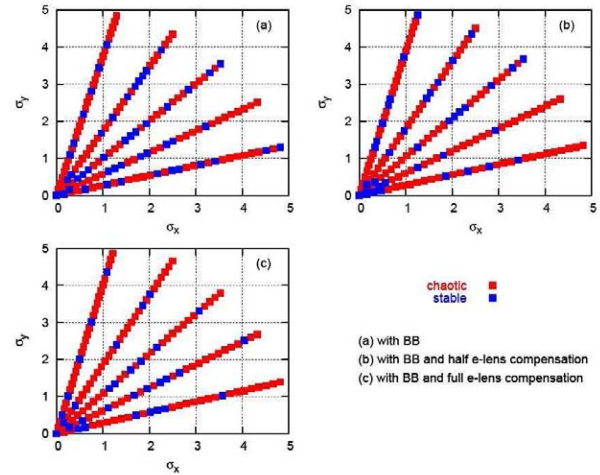 (a)
5
4
3
2
1
0
σy
0 1 2 3 4 5
σx
(b)
5
4
3
2
1
0
σy
0 1 2 3 4 5
σx
(c)
5
4
3
2
1
0
σy
0 1 2 3 4 5
σx
chaotic
stable
(a) with BB
(b) with BB and half e-lens compensation
(c) with BB and full e-lens compensation